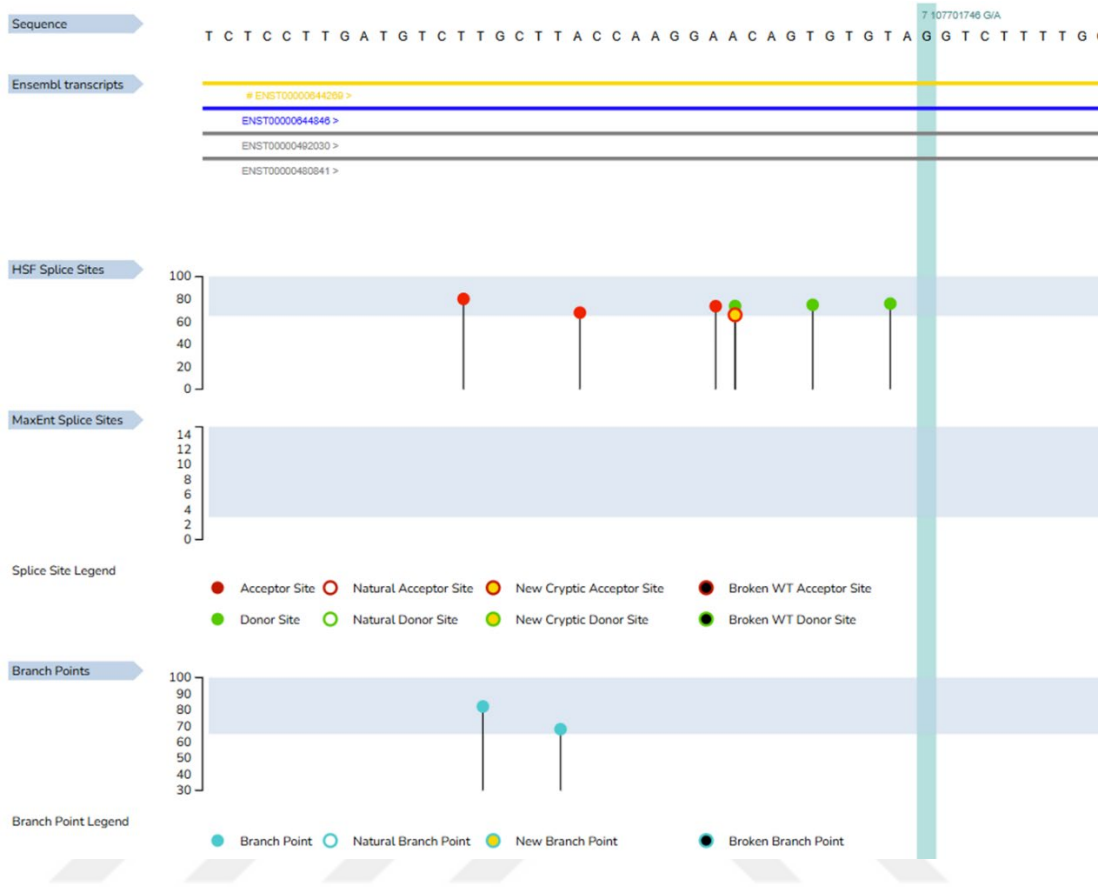 7 107701746 G/A
Sequence
T C T C C T T G A T G T C T T G C T T A C C A A G G A A C A G T G T G T A G G T C T T T T G
Ensembl transcripts
# ENST00000644269 >
ENST00000644846 >
ENST00000492030 >
ENST00000480841 >
HSF Splice Sites
100
80
60
40
20
0
MaxEnt Splice Sites
14
12
10
8
6
4
2
0
Splice Site Legend
Acceptor Site Natural Acceptor Site New Cryptic Acceptor Site Broken WT Acceptor Site
Donor Site Natural Donor Site New Cryptic Donor Site Broken WT Donor Site
Branch Points
100
90
80
70
60
50
40
30
Branch Point Legend
Branch Point Natural Branch Point New Branch Point Broken Branch Point